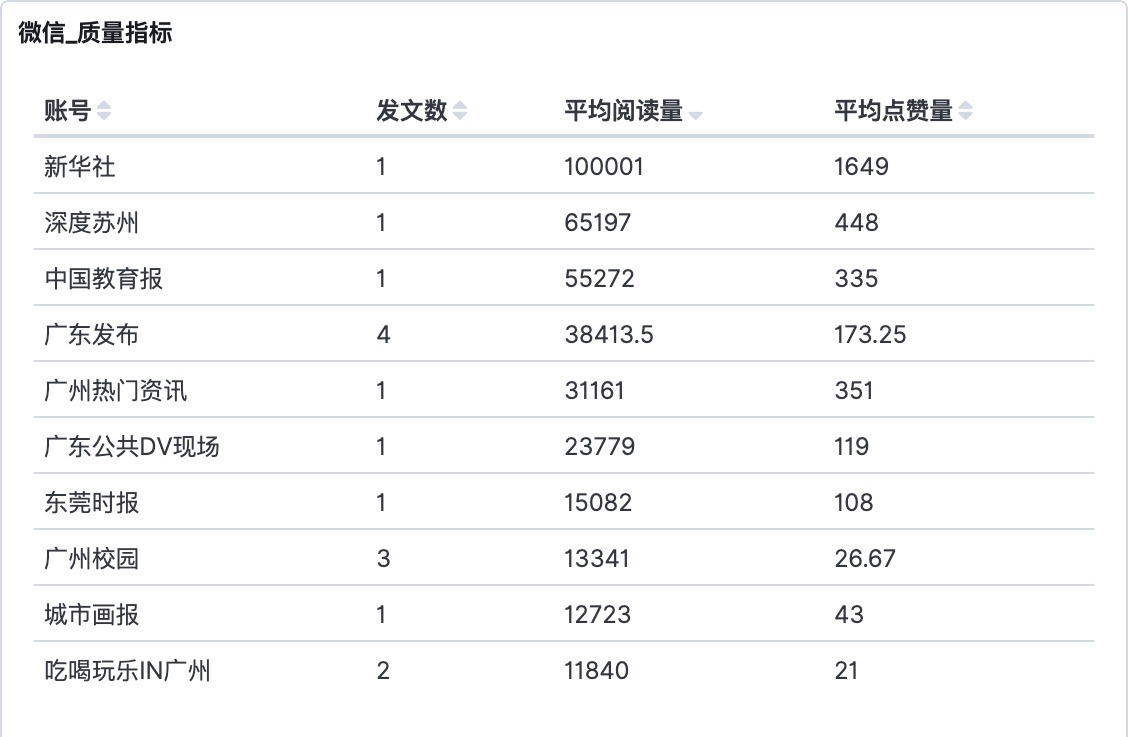 微信_质量指标
账号 发文数 平均阅读量 平均点赞量
新华社 1 100001 1649
深度苏州 1 65197 448
中国教育报 1 55272 335
广东发布 4 38413.5 173.25
广州热门资讯 1 31161 351
广东公共DV现场 1 23779 119
东莞时报 1 15082 108
广州校园 3 13341 26.67
城市画报 1 12723 43
吃喝玩乐IN广州 2 11840 21